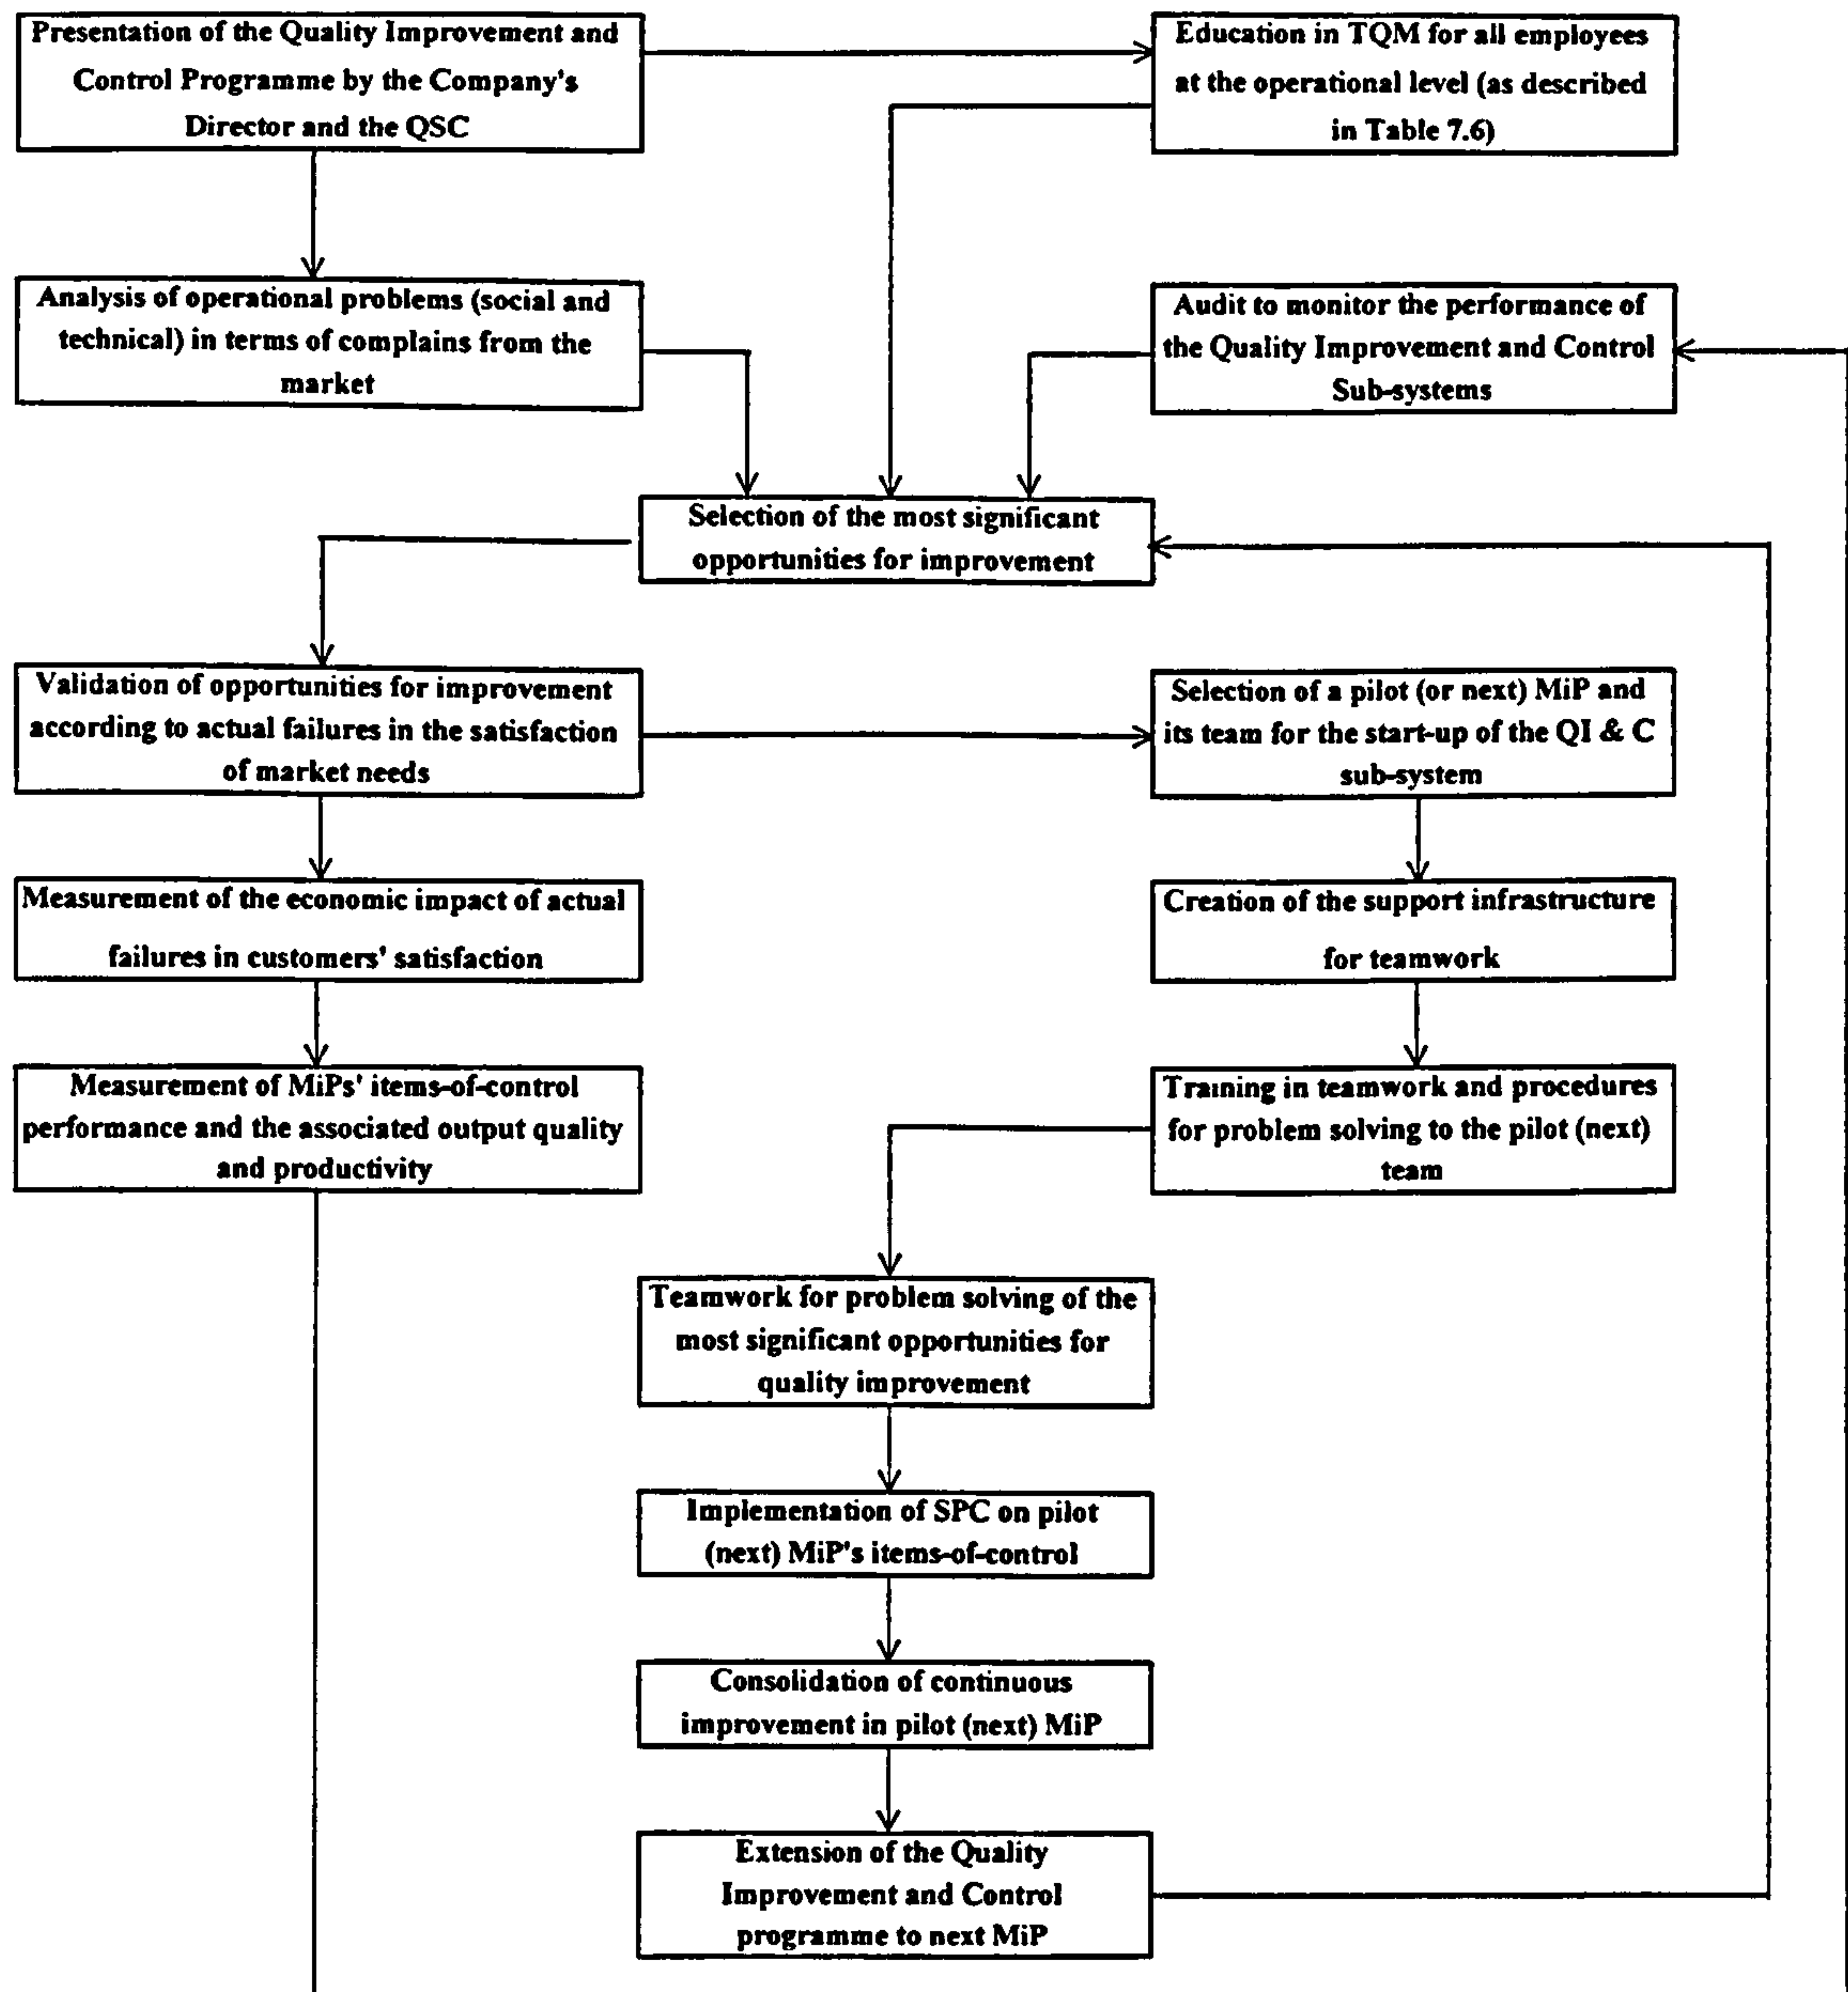 Presentation of the Quality Improvement and
Control Programme by the Company's
Director and the QSC
Education in TQM for all employees
at the operational level (as described
in Table 7.6)
Analysis of operational problems (social and
technical) in terms of complains from the
market
Audit to monitor the performance of
the Quality Improvement and Control
Sub-systems
Selection of the most significant
opportunities for improvement
Validation of opportunities for improvement
according to actual failures in the satisfaction
of market needs
Selection of a pilot (or next) MiP and
its team for the start-up of the QI & C
sub-system
Measurement of the economic impact of actual
failures in customers' satisfaction
Creation of the support infrastructure
for teamwork
Measurement of MiPs' items-of-control
performance and the associated output quality
and productivity
Training in teamwork and procedures
for problem solving to the pilot (next)
team
Teamwork for problem solving of the
most significant opportunities for
quality improvement
Implementation of SPC on pilot
(next) MiP's items-of-control
Consolidation of continuous
improvement in pilot (next) MiP
Extension of the Quality
Improvement and Control
programme to next MiP